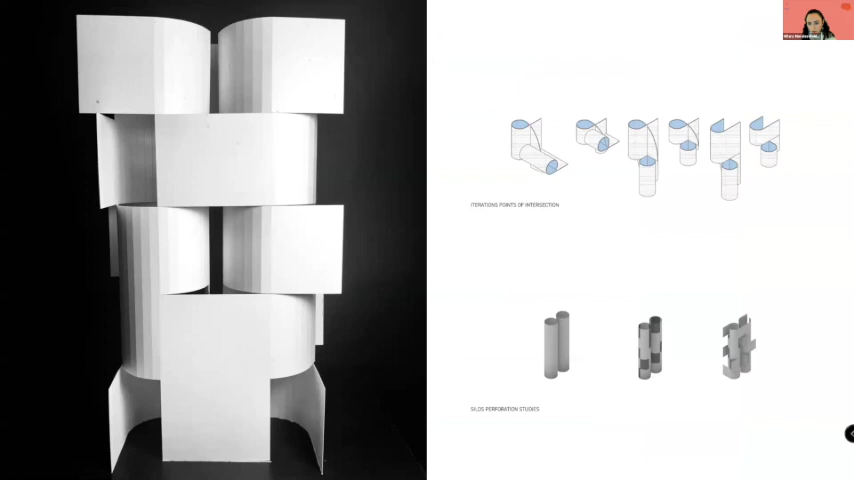 ITERATIONS POINTS OF INTERSECTION
SILOS PERFORATION STUDIES